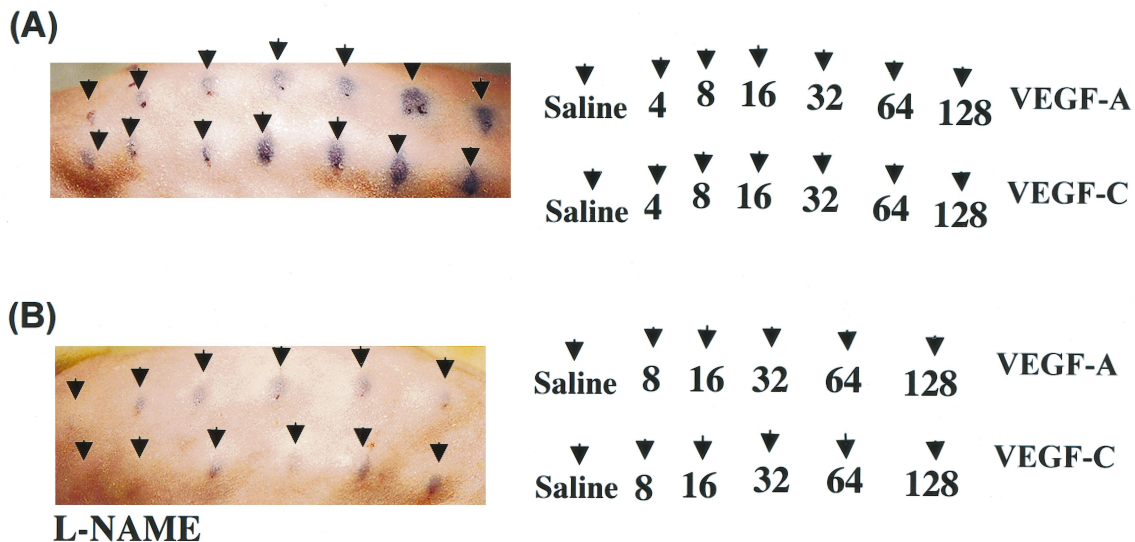 (A)
Saline 4 8 16 32 64 128 VEGF-A
Saline 4 8 16 32 64 128 VEGF-C
(B)
Saline 8 16 32 64 128 VEGF-A
Saline 8 16 32 64 128 VEGF-C
L-NAME